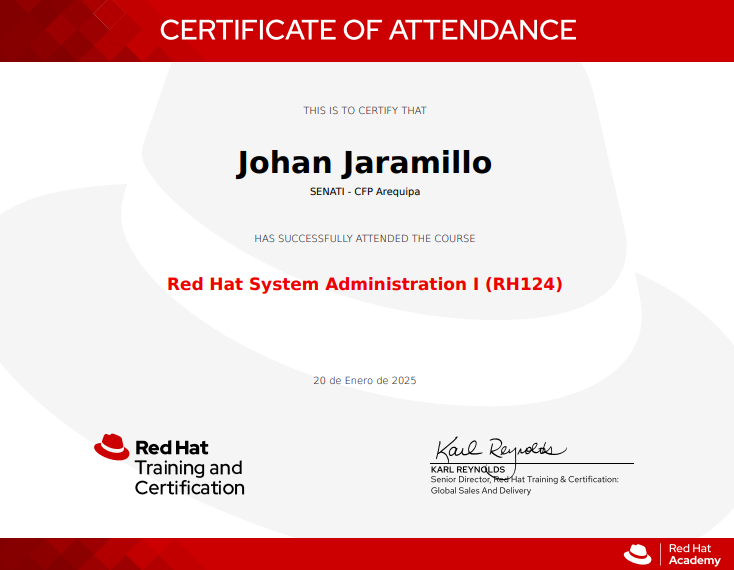 CERTIFICATE OF ATTENDANCE
THIS IS TO CERTIFY THAT
Johan Jaramillo
SENATI - CFP Arequipa
HAS SUCCESSFULLY ATTENDED THE COURSE
Red Hat System Administration I (RH124)
20 de Enero de 2025
Red Hat
Training and
Certification
Karl Reynolds
KARL REYNOLDS
Senior Director, Red Hat Training & Certification:
Global Sales And Delivery
Red Hat
Academy